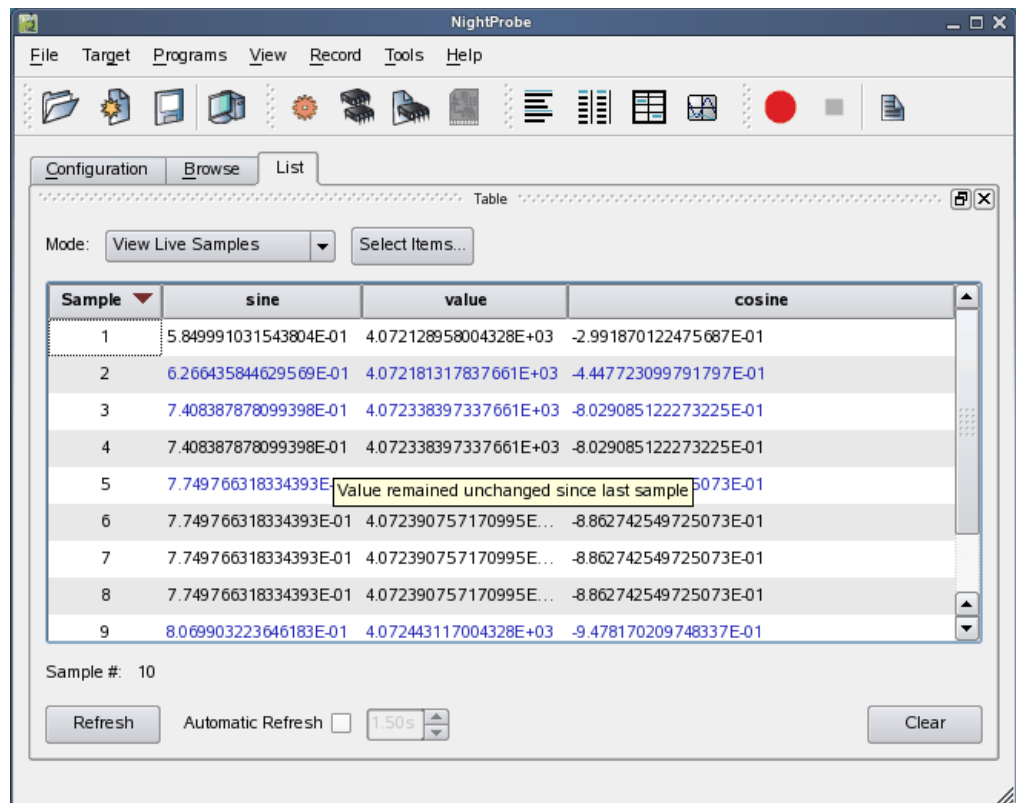 NightProbe
File Target Programs View Record Tools Help
Configuration Browse List
Table
Mode: View Live Samples Select Items...
Sample sine value cosine
1 5.849991031543804E-01 4.072128958004328E+03 -2.991870122475687E-01
2 6.266435844629569E-01 4.072181317837661E+03 -4.447723099791797E-01
3 7.408387878099398E-01 4.072338397337661E+03 -8.029085122273225E-01
4 7.408387878099398E-01 4.072338397337661E+03 -8.029085122273225E-01
5 7.749766318334393E- Value remained unchanged since last sample 5073E-01
6 7.749766318334393E-01 4.072390757170995E... -8.862742549725073E-01
7 7.749766318334393E-01 4.072390757170995E... -8.862742549725073E-01
8 7.749766318334393E-01 4.072390757170995E... -8.862742549725073E-01
9 8.069903223646183E-01 4.072443117004328E+03 -9.478170209748337E-01
Sample #: 10
Refresh Automatic Refresh 1.50s Clear